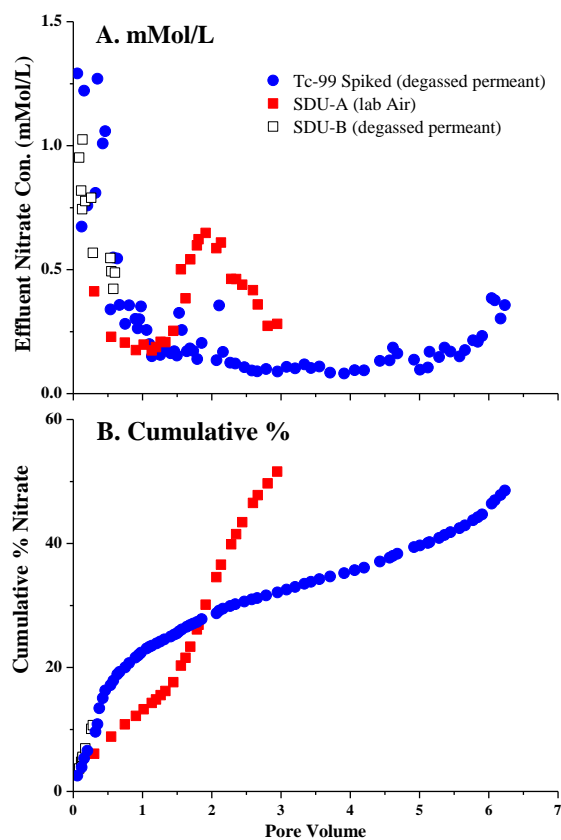 1.5
A. mMol/L
Tc-99 Spiked (degassed permeant)
SDU-A (lab Air)
SDU-B (degassed permeant)
1.0
0.5
0.0
Effluent Nitrate Con. (mMol/L)
60
B. Cumulative %
40
20
0
Cumulative % Nitrate
0 1 2 3 4 5 6 7
Pore Volume